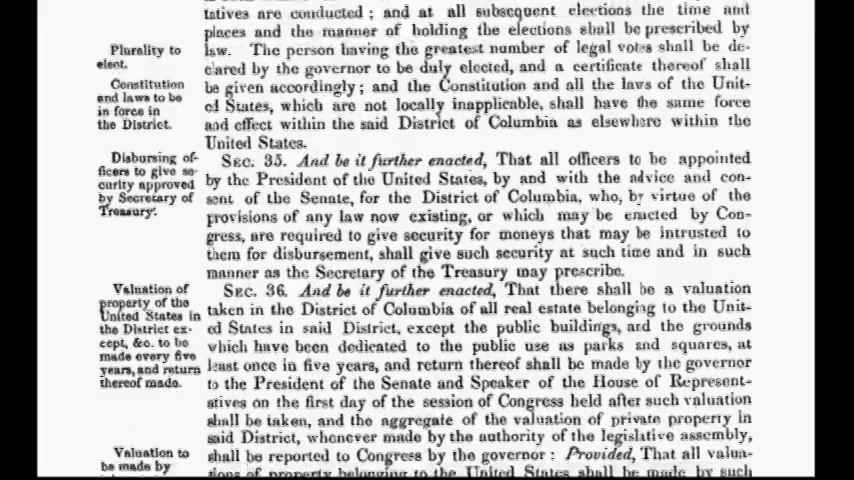 tatives are conducted; and at all subsequent elections the time and
places and the manner of holding the elections shall be prescribed by
Plurality to
elect.
law. The person having the greatest number of legal votes shall be de-
clared by the governor to be duly elected, and a certificate thereof shall
Constitution
and laws to be
in force in
the District.
be given accordingly; and the Constitution and all the laws of the Unit-
ed States, which are not locally inapplicable, shall have the same force
and effect within the said District of Columbia as elsewhere within the
United States.
Disbursing of-
ficers to give se-
curity approved
by Secretary of
Treasury.
SEC. 35. And be it further enacted, That all officers to be appointed
by the President of the United States, by and with the advice and con-
sent of the Senate, for the District of Columbia, who, by virtue of the
provisions of any law now existing, or which may be enacted by Con-
gress, are required to give security for moneys that may be intrusted to
them for disbursement, shall give such security at such time and in such
manner as the Secretary of the Treasury may prescribe.
Valuation of
property of the
United States in
the District ex-
cept, &c. to be
made every five
years, and return
thereof made.
SEC. 36. And be it further enacted, That there shall be a valuation
taken in the District of Columbia of all real estate belonging to the Unit-
ed States in said District, except the public buildings, and the grounds
which have been dedicated to the public use as parks and squares, at
least once in five years, and return thereof shall be made by the governor
to the President of the Senate and Speaker of the House of Represent-
atives on the first day of the session of Congress held after such valuation
shall be taken, and the aggregate of the valuation of private property in
said District, whenever made by the authority of the legislative assembly,
shall be reported to Congress by the governor: Provided, That all valua-
Valuation to
be made by
tions of property belonging to the United States shall be made by such